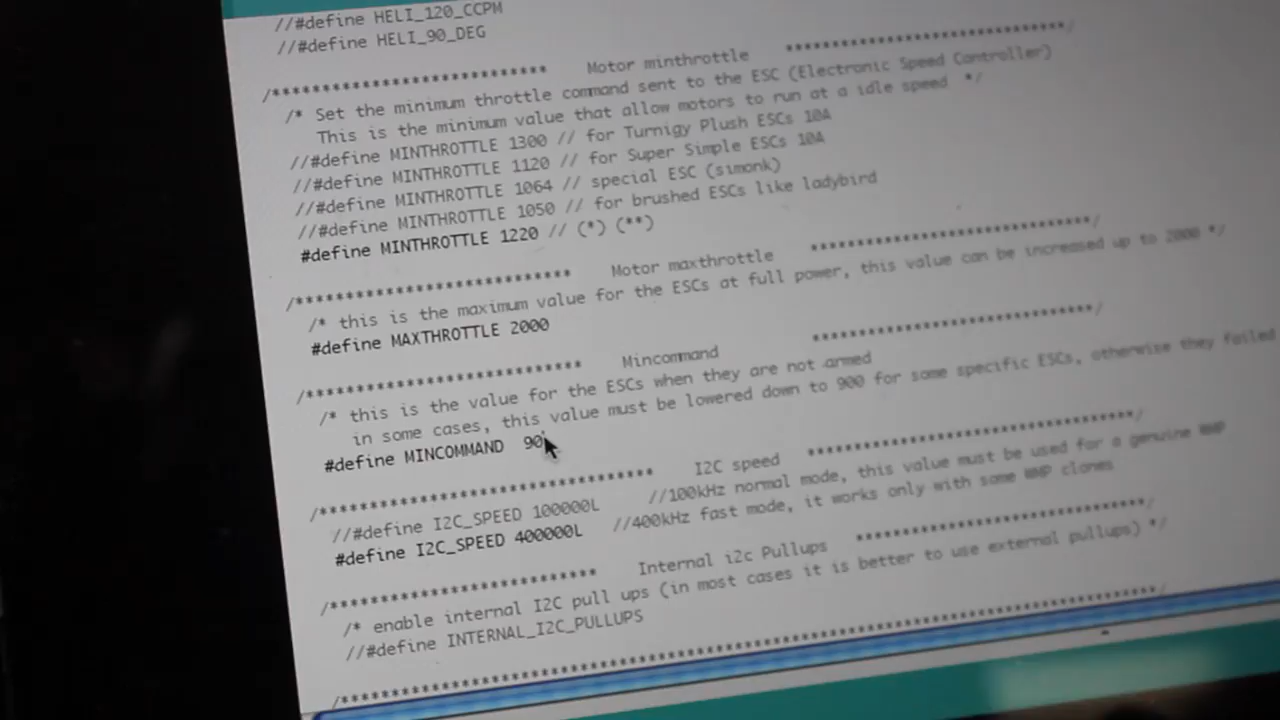 //#define HELI_120_CCPM
//#define HELI_90_DEG
/*************************** Motor minthrottle ****************************/
/* Set the minimum throttle command sent to the ESC (Electronic Speed Controller)
This is the minimum value that allow motors to run at a idle speed */
//#define MINTHROTTLE 1300 // for Turnigy Plush ESCs 10A
//#define MINTHROTTLE 1120 // for Super Simple ESCs 10A
//#define MINTHROTTLE 1064 // special ESC (simonk)
//#define MINTHROTTLE 1050 // for brushed ESCs like ladybird
#define MINTHROTTLE 1220 // (*) (**)
/*************************** Motor maxthrottle ****************************/
/* this is the maximum value for the ESCs at full power, this value can be increased up to 2000 */
#define MAXTHROTTLE 2000
/*************************** Mincommand ****************************/
/* this is the value for the ESCs when they are not armed
in some cases, this value must be lowered down to 900 for some specific ESCs, otherwise they failed
#define MINCOMMAND 90
/********************************* I2C speed *********************************/
//#define I2C_SPEED 100000L //100kHz normal mode, this value must be used for a genuine WMP
#define I2C_SPEED 400000L //400kHz fast mode, it works only with some WMP clones
/*************************** Internal i2c Pullups ****************************/
/* enable internal I2C pull ups (in most cases it is better to use external pullups) */
//#define INTERNAL_I2C_PULLUPS
/**********************************************************************************/